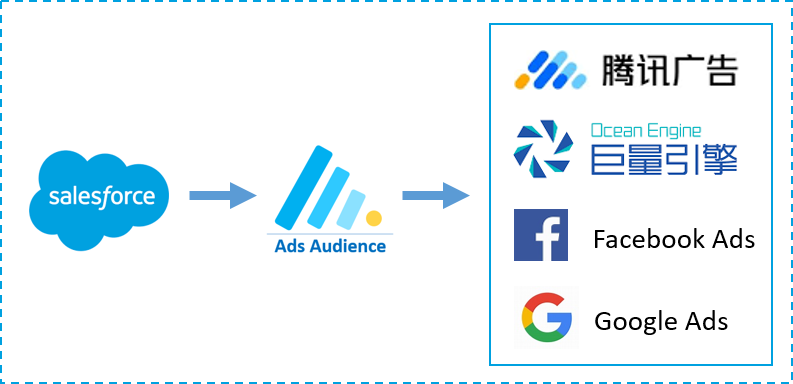 salesforce
Ads Audience
腾讯广告
Ocean Engine
巨量引擎
Facebook Ads
Google Ads